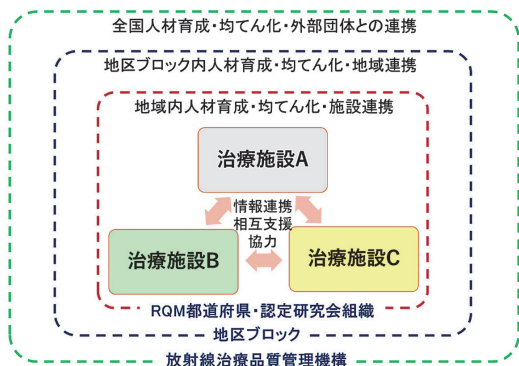 全国人材育成・均てん化・外部団体との連携
地区ブロック内人材育成・均てん化・地域連携
地域内人材育成・均てん化・施設連携
治療施設A
情報連携
相互支援
協力
治療施設B
治療施設C
RQM都道府県・認定研究会組織
地区ブロック
放射線治療品質管理機構